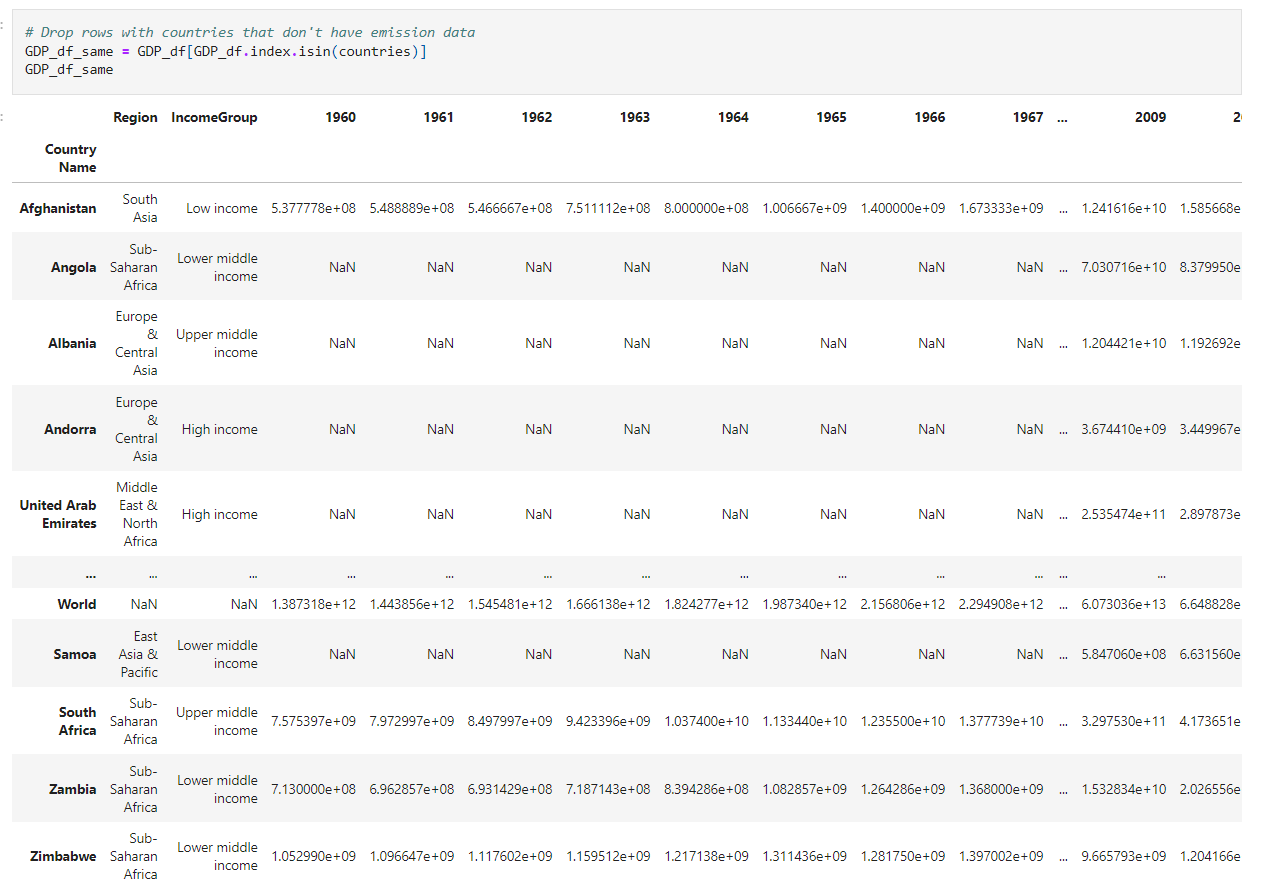 # Drop rows with countries that don't have emission data
GDP_df_same = GDP_df[GDP_df.index.isin(countries)]
GDP_df_same
Region IncomeGroup 1960 1961 1962 1963 1964 1965 1966 1967 ... 2009 2
Country
Name
Afghanistan South Asia Low income 5.377778e+08 5.488889e+08 5.466667e+08 7.511112e+08 8.000000e+08 1.006667e+09 1.400000e+09 1.673333e+09 ... 1.241616e+10 1.585668e
Angola Sub-Saharan Africa Lower middle income NaN NaN NaN NaN NaN NaN NaN NaN ... 7.030716e+10 8.379950e
Albania Europe & Central Asia Upper middle income NaN NaN NaN NaN NaN NaN NaN NaN ... 1.204421e+10 1.192692e
Andorra Europe & Central Asia High income NaN NaN NaN NaN NaN NaN NaN NaN ... 3.674410e+09 3.449967e
United Arab Emirates Middle East & North Africa High income NaN NaN NaN NaN NaN NaN NaN NaN ... 2.535474e+11 2.897873e
... ... ... ... ... ... ... ... ... ... ... ... ...
World NaN NaN 1.387318e+12 1.443856e+12 1.545481e+12 1.666138e+12 1.824277e+12 1.987340e+12 2.156806e+12 2.294908e+12 ... 6.073036e+13 6.648828e
Samoa East Asia & Pacific Lower middle income NaN NaN NaN NaN NaN NaN NaN NaN ... 5.847060e+08 6.631560e
South Africa Sub-Saharan Africa Upper middle income 7.575397e+09 7.972997e+09 8.497997e+09 9.423396e+09 1.037400e+10 1.133440e+10 1.235500e+10 1.377739e+10 ... 3.297530e+11 4.173651e
Zambia Sub-Saharan Africa Lower middle income 7.130000e+08 6.962857e+08 6.931429e+08 7.187143e+08 8.394286e+08 1.082857e+09 1.264286e+09 1.368000e+09 ... 1.532834e+10 2.026556e
Zimbabwe Sub-Saharan Africa Lower middle income 1.052990e+09 1.096647e+09 1.117602e+09 1.159512e+09 1.217138e+09 1.311436e+09 1.281750e+09 1.397002e+09 ... 9.665793e+09 1.204166e